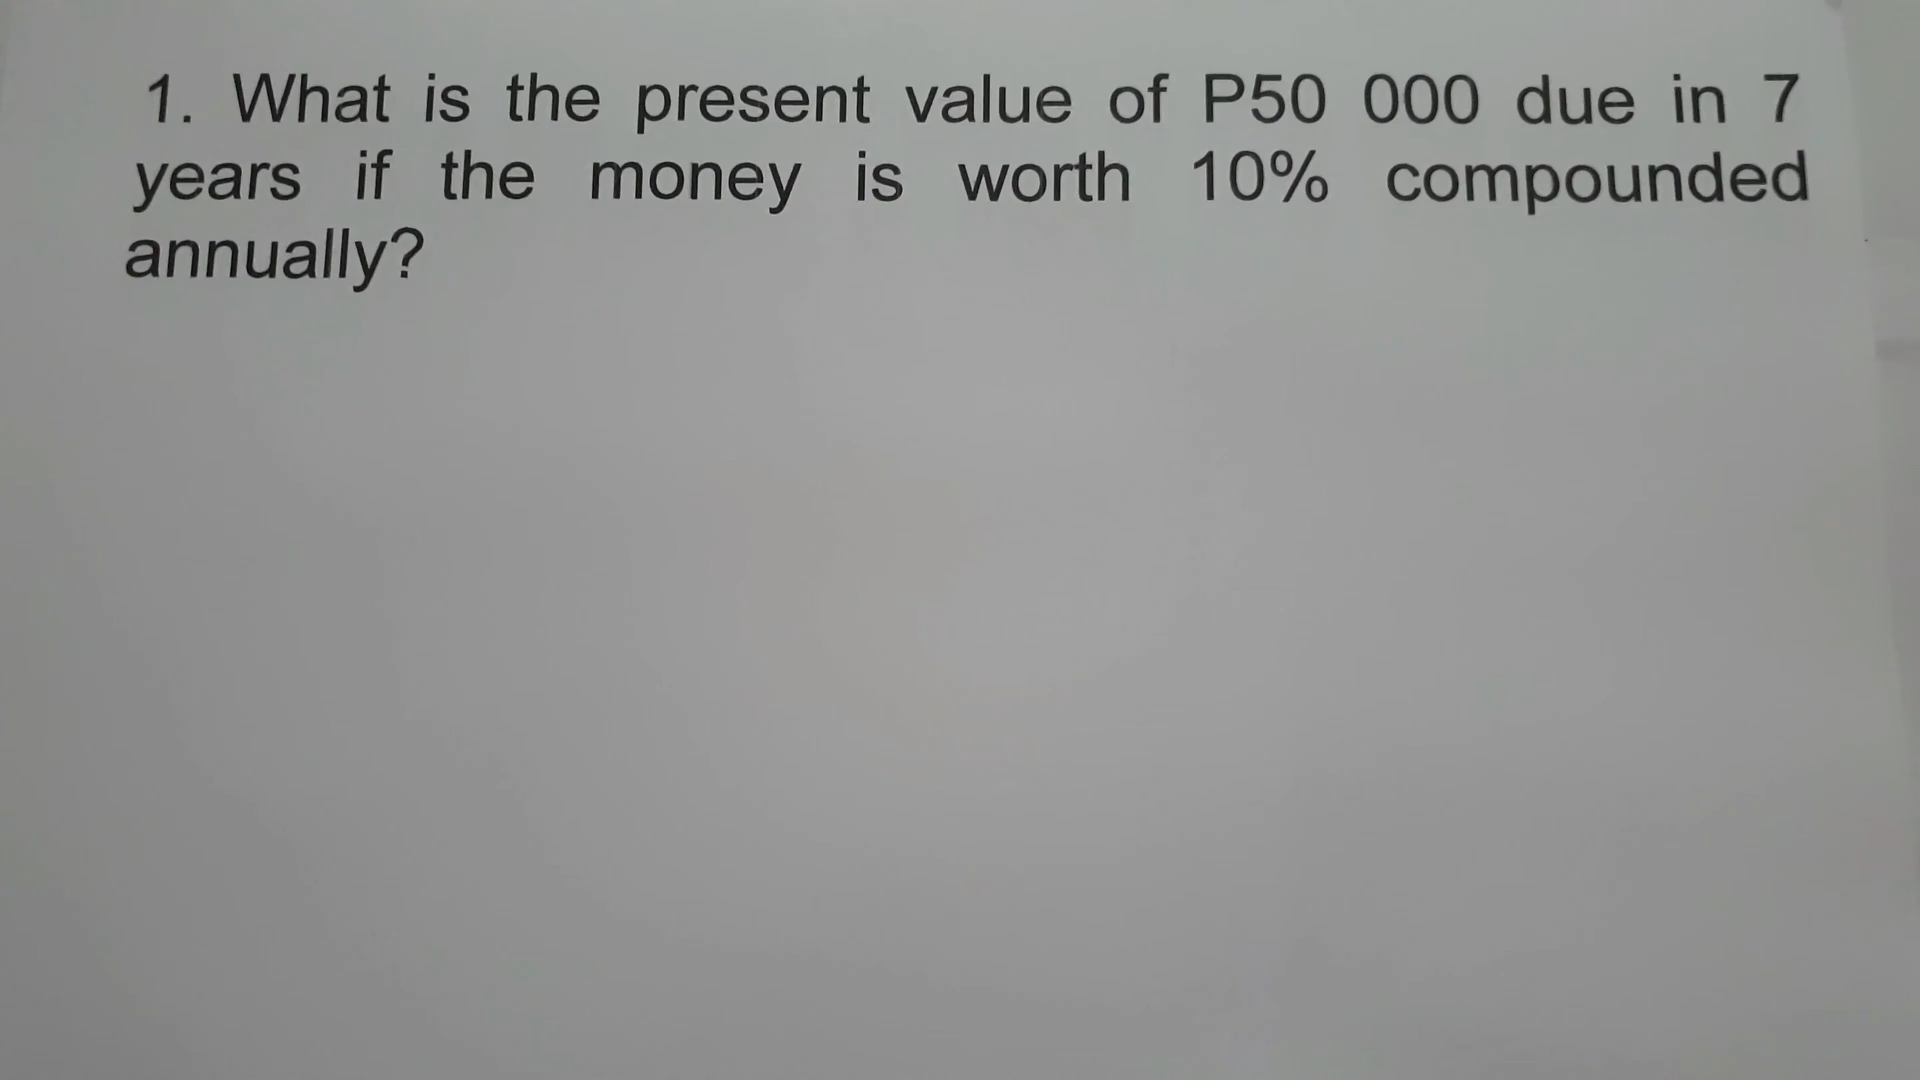 1. What is the present value of P50 000 due in 7
years if the money is worth 10% compounded
annually?